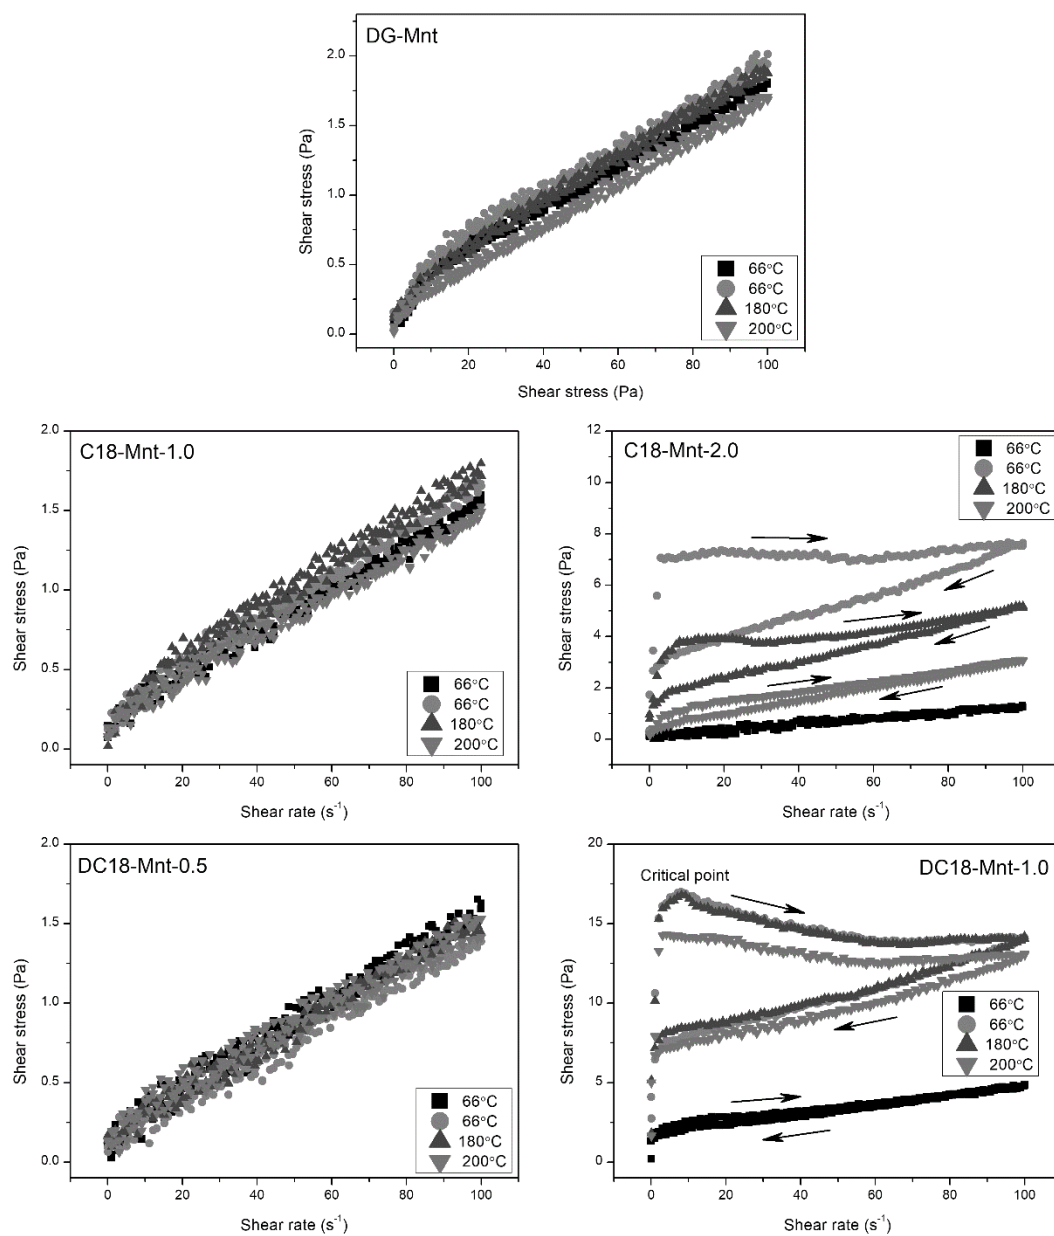 DG-Mnt
2.0
1.5
1.0
0.5
0.0
Shear stress (Pa)
66°C
66°C
180°C
200°C
0 20 40 60 80 100
Shear stress (Pa)
C18-Mnt-1.0
2.0
1.5
1.0
0.5
0.0
Shear stress (Pa)
66°C
66°C
180°C
200°C
0 20 40 60 80 100
Shear rate (s⁻¹)
C18-Mnt-2.0
12
10
8
6
4
2
0
Shear stress (Pa)
66°C
66°C
180°C
200°C
0 20 40 60 80 100
Shear rate (s⁻¹)
DC18-Mnt-0.5
2.0
1.5
1.0
0.5
0.0
Shear stress (Pa)
66°C
66°C
180°C
200°C
0 20 40 60 80 100
Shear rate (s⁻¹)
DC18-Mnt-1.0
Critical point
20
15
10
5
0
Shear stress (Pa)
66°C
66°C
180°C
200°C
0 20 40 60 80 100
Shear rate (s⁻¹)